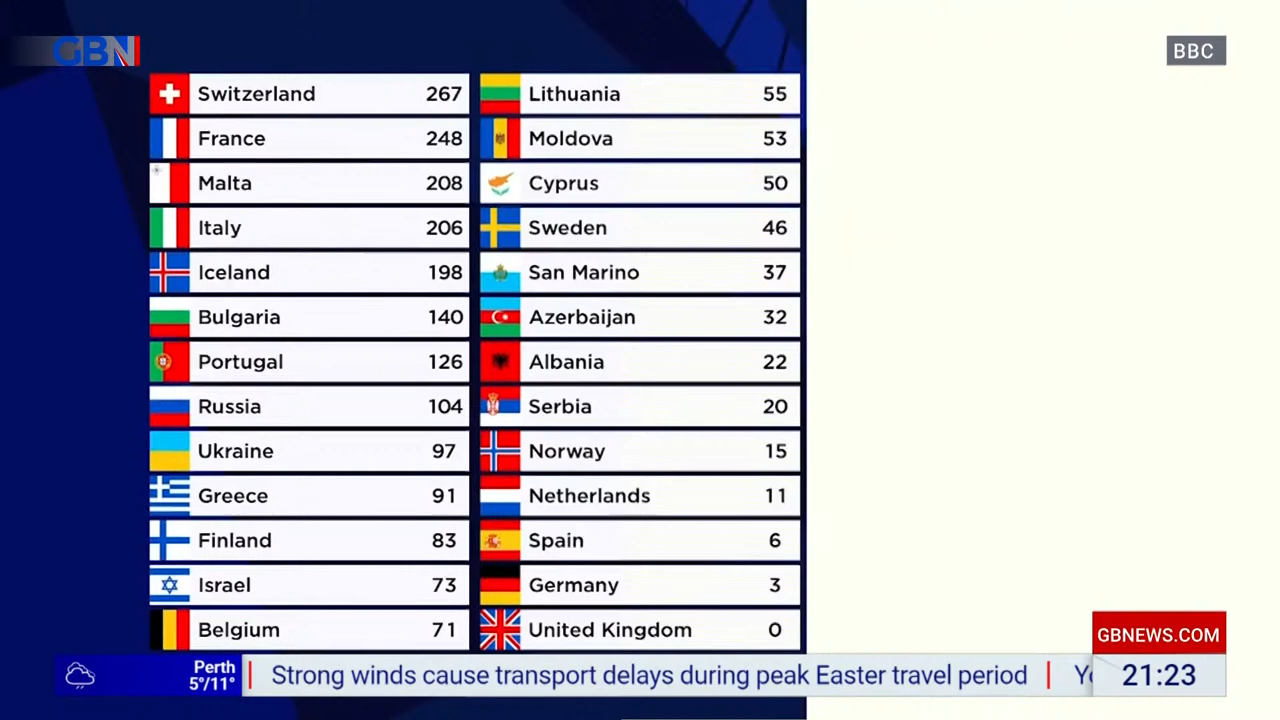 GBN
BBC
Switzerland 267
France 248
Malta 208
Italy 206
Iceland 198
Bulgaria 140
Portugal 126
Russia 104
Ukraine 97
Greece 91
Finland 83
Israel 73
Belgium 71
Lithuania 55
Moldova 53
Cyprus 50
Sweden 46
San Marino 37
Azerbaijan 32
Albania 22
Serbia 20
Norway 15
Netherlands 11
Spain 6
Germany 3
United Kingdom 0
GBNEWS.COM
Perth
5°/11°
Strong winds cause transport delays during peak Easter travel period
21:23